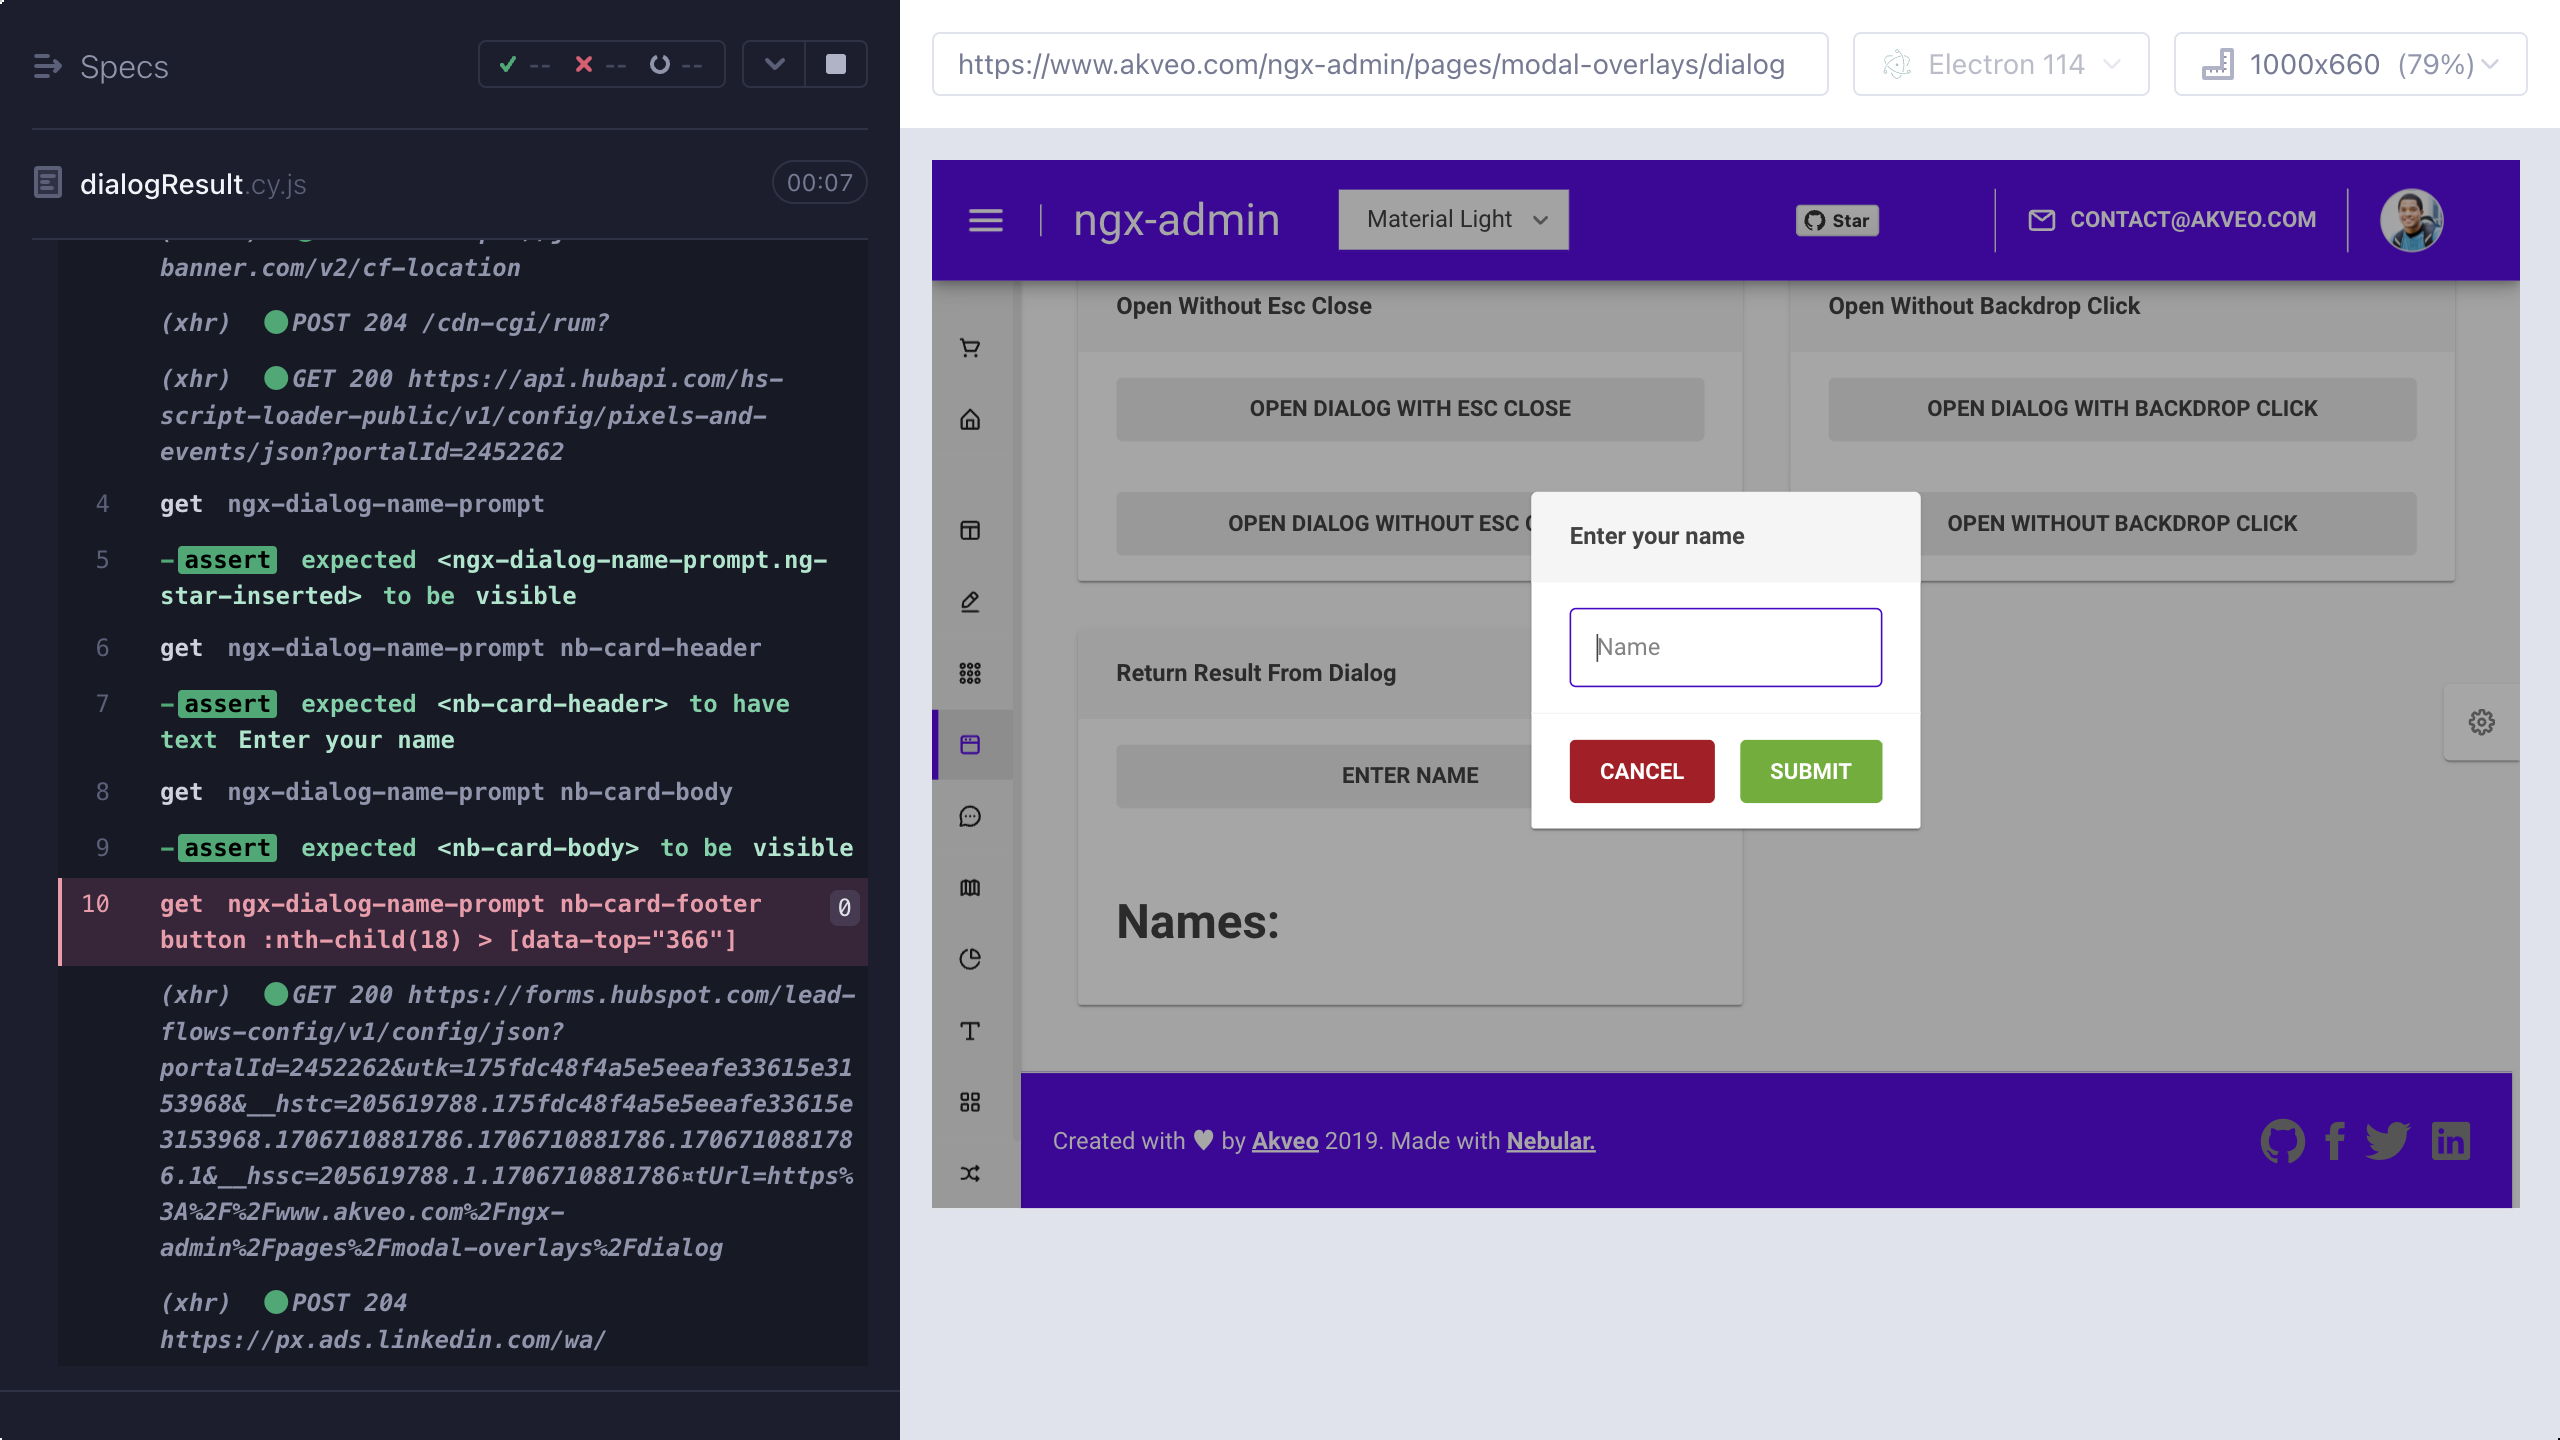 Specs
-- -- --
dialogResult.cy.js
00:07
banner.com/v2/cf-location
(xhr) POST 204 /cdn-cgi/rum?
(xhr) GET 200 https://api.hubapi.com/hs-
script-loader-public/v1/config/pixels-and-
events/json?portalId=2452262
4 get ngx-dialog-name-prompt
5 -assert expected <ngx-dialog-name-prompt.ng-
star-inserted> to be visible
6 get ngx-dialog-name-prompt nb-card-header
7 -assert expected <nb-card-header> to have
text Enter your name
8 get ngx-dialog-name-prompt nb-card-body
9 -assert expected <nb-card-body> to be visible
10 get ngx-dialog-name-prompt nb-card-footer 0
button :nth-child(18) > [data-top="366"]
(xhr) GET 200 https://forms.hubspot.com/lead-
flows-config/v1/config/json?
portalId=2452262&utk=175fdc48f4a5e5eeafe33615e31
53968&__hstc=205619788.175fdc48f4a5e5eeafe33615e
3153968.1706710881786.1706710881786.170671088178
6.1&__hssc=205619788.1.1706710881786¤tUrl=https%
3A%2F%2Fwww.akveo.com%2Fngx-
admin%2Fpages%2Fmodal-overlays%2Fdialog
(xhr) POST 204
https://px.ads.linkedin.com/wa/
https://www.akveo.com/ngx-admin/pages/modal-overlays/dialog
Electron 114
1000x660 (79%)
ngx-admin
Material Light
Star
CONTACT@AKVEO.COM
Open Without Esc Close
Open Without Backdrop Click
OPEN DIALOG WITH ESC CLOSE
OPEN DIALOG WITH BACKDROP CLICK
OPEN DIALOG WITHOUT ESC
OPEN WITHOUT BACKDROP CLICK
Enter your name
Name
CANCEL
SUBMIT
Return Result From Dialog
ENTER NAME
Names:
Created with ♥ by Akveo 2019. Made with Nebular.